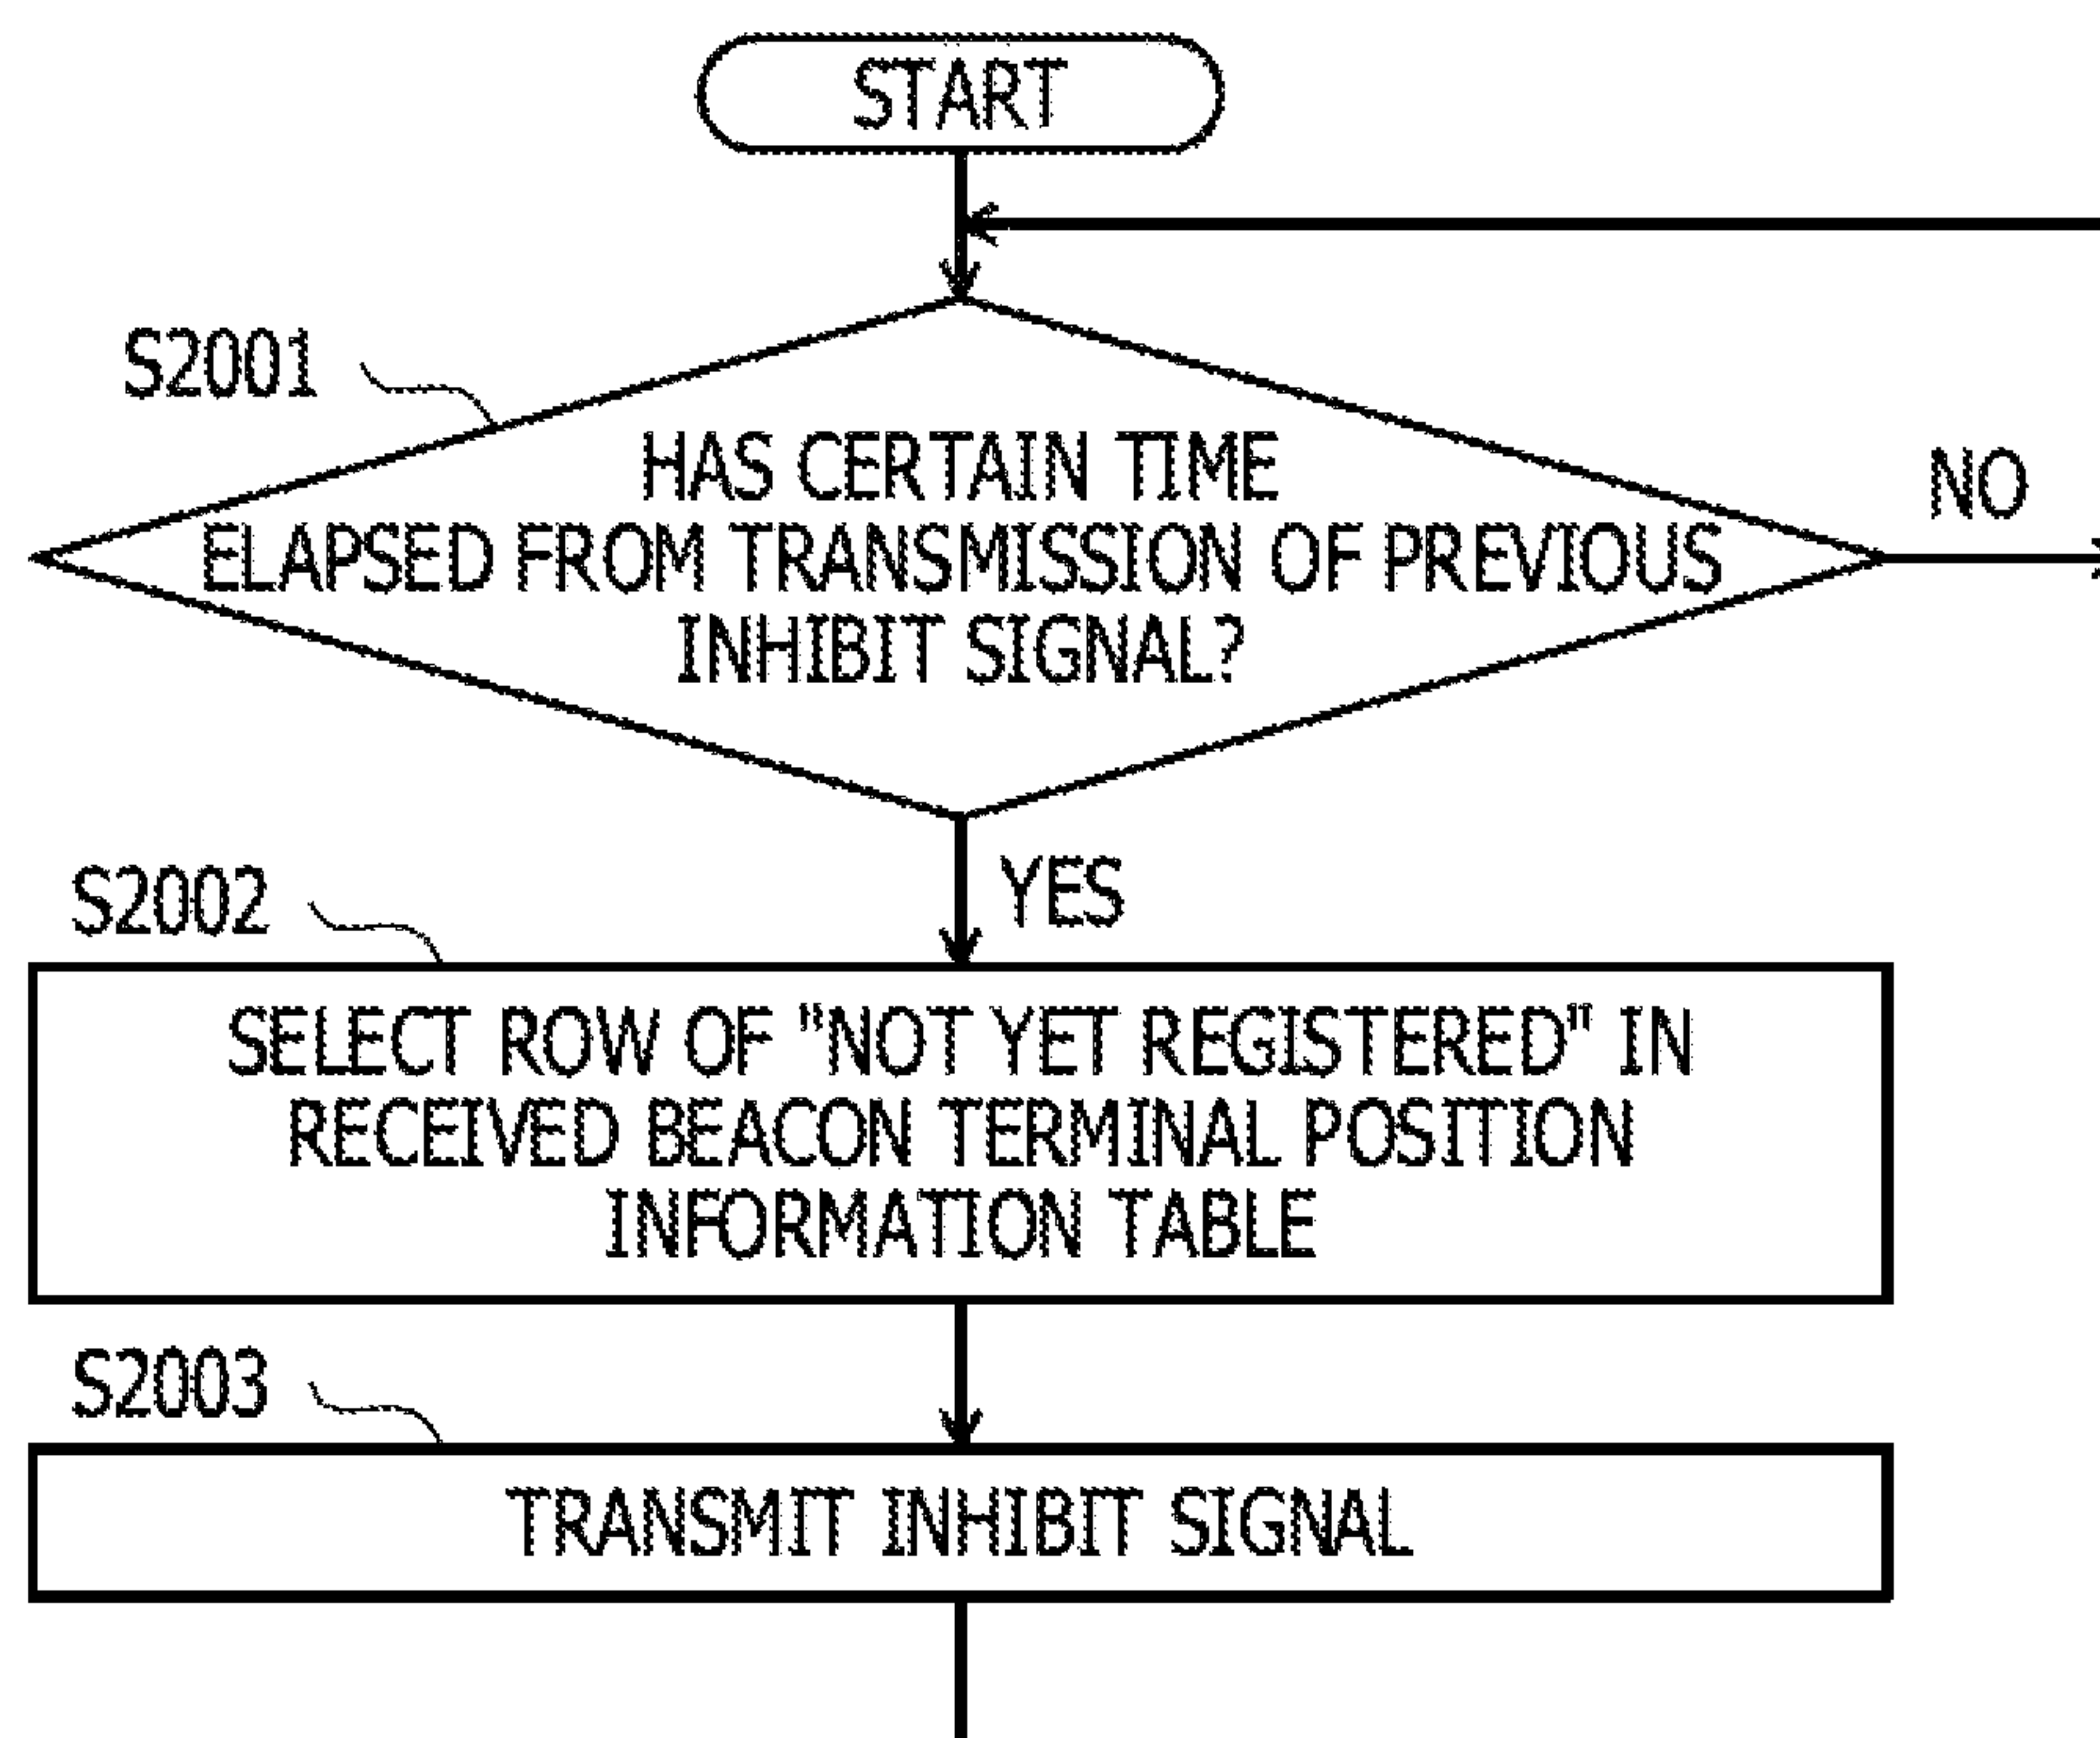 START
S2001
HAS CERTAIN TIME
ELAPSED FROM TRANSMISSION OF PREVIOUS
INHIBIT SIGNAL?
NO
YES
S2002
SELECT ROW OF "NOT YET REGISTERED" IN
RECEIVED BEACON TERMINAL POSITION
INFORMATION TABLE
S2003
TRANSMIT INHIBIT SIGNAL